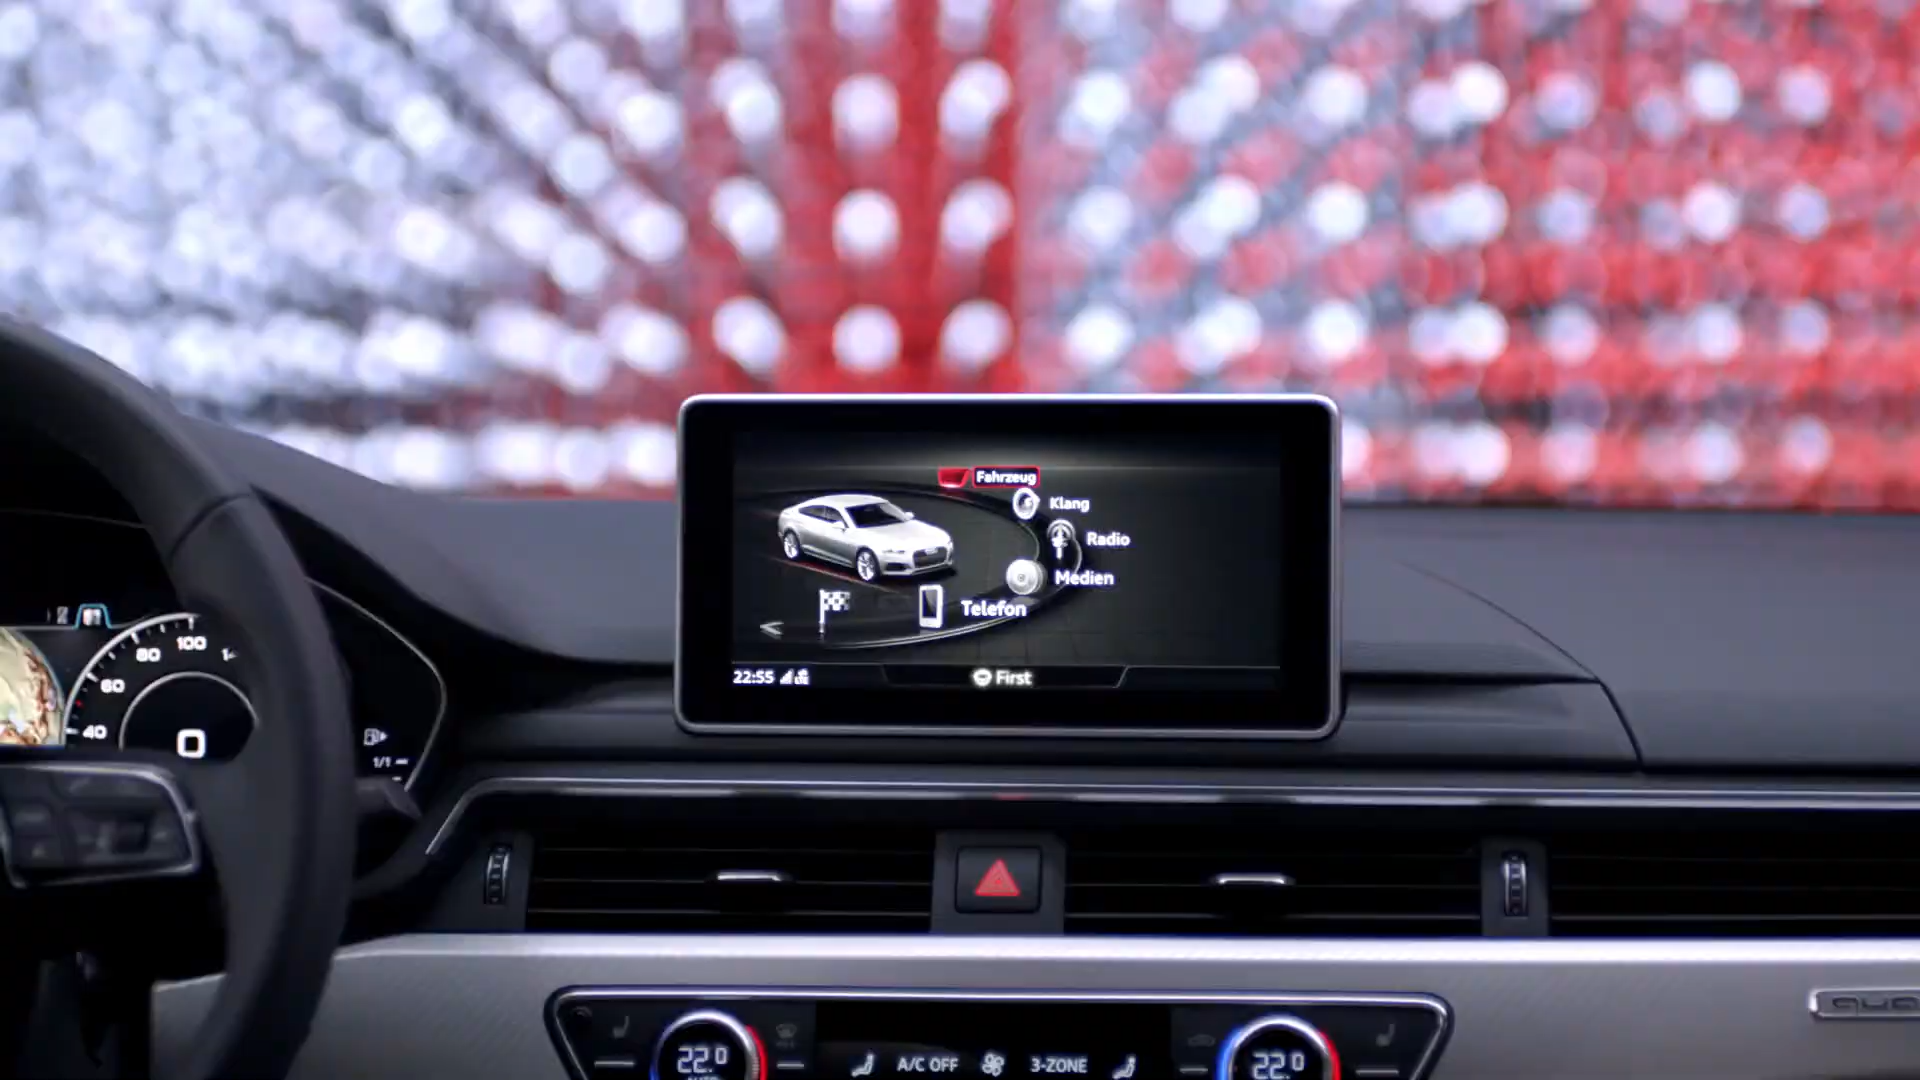 Fahrzeug
Klang
Radio
Medien
Telefon
22:55
First
100
80
60
40
0
1/1
22.0
A/C OFF
3-ZONE
22.0